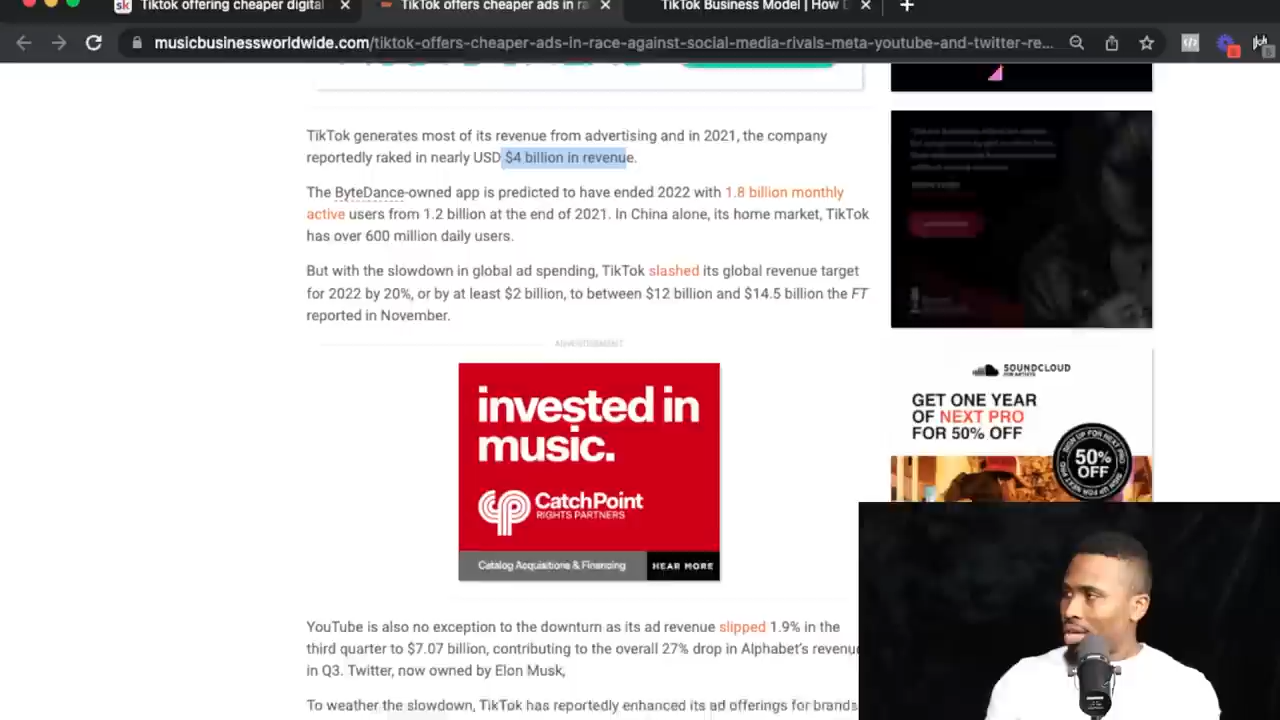 Tiktok offering cheaper digital
TikTok offers cheaper ads in ra
TikTok Business Model | How
musicbusinessworldwide.com/tiktok-offers-cheaper-ads-in-race-against-social-media-rivals-meta-youtube-and-twitter-re...
TikTok generates most of its revenue from advertising and in 2021, the company
reportedly raked in nearly USD $4 billion in revenue.
The ByteDance-owned app is predicted to have ended 2022 with 1.8 billion monthly
active users from 1.2 billion at the end of 2021. In China alone, its home market, TikTok
has over 600 million daily users.
But with the slowdown in global ad spending, TikTok slashed its global revenue target
for 2022 by 20%, or by at least $2 billion, to between $12 billion and $14.5 billion the FT
reported in November.
ADVERTISEMENT
invested in
music.
CatchPoint
RIGHTS PARTNERS
Catalog Acquisitions & Financing
HEAR MORE
YouTube is also no exception to the downturn as its ad revenue slipped 1.9% in the
third quarter to $7.07 billion, contributing to the overall 27% drop in Alphabet's revenue
in Q3. Twitter, now owned by Elon Musk,
To weather the slowdown, TikTok has reportedly enhanced its ad offerings for brands
SOUNDCLOUD
FOR ARTISTS
GET ONE YEAR
OF NEXT PRO
FOR 50% OFF
SIGN UP FOR NEXT PRO
50%
OFF